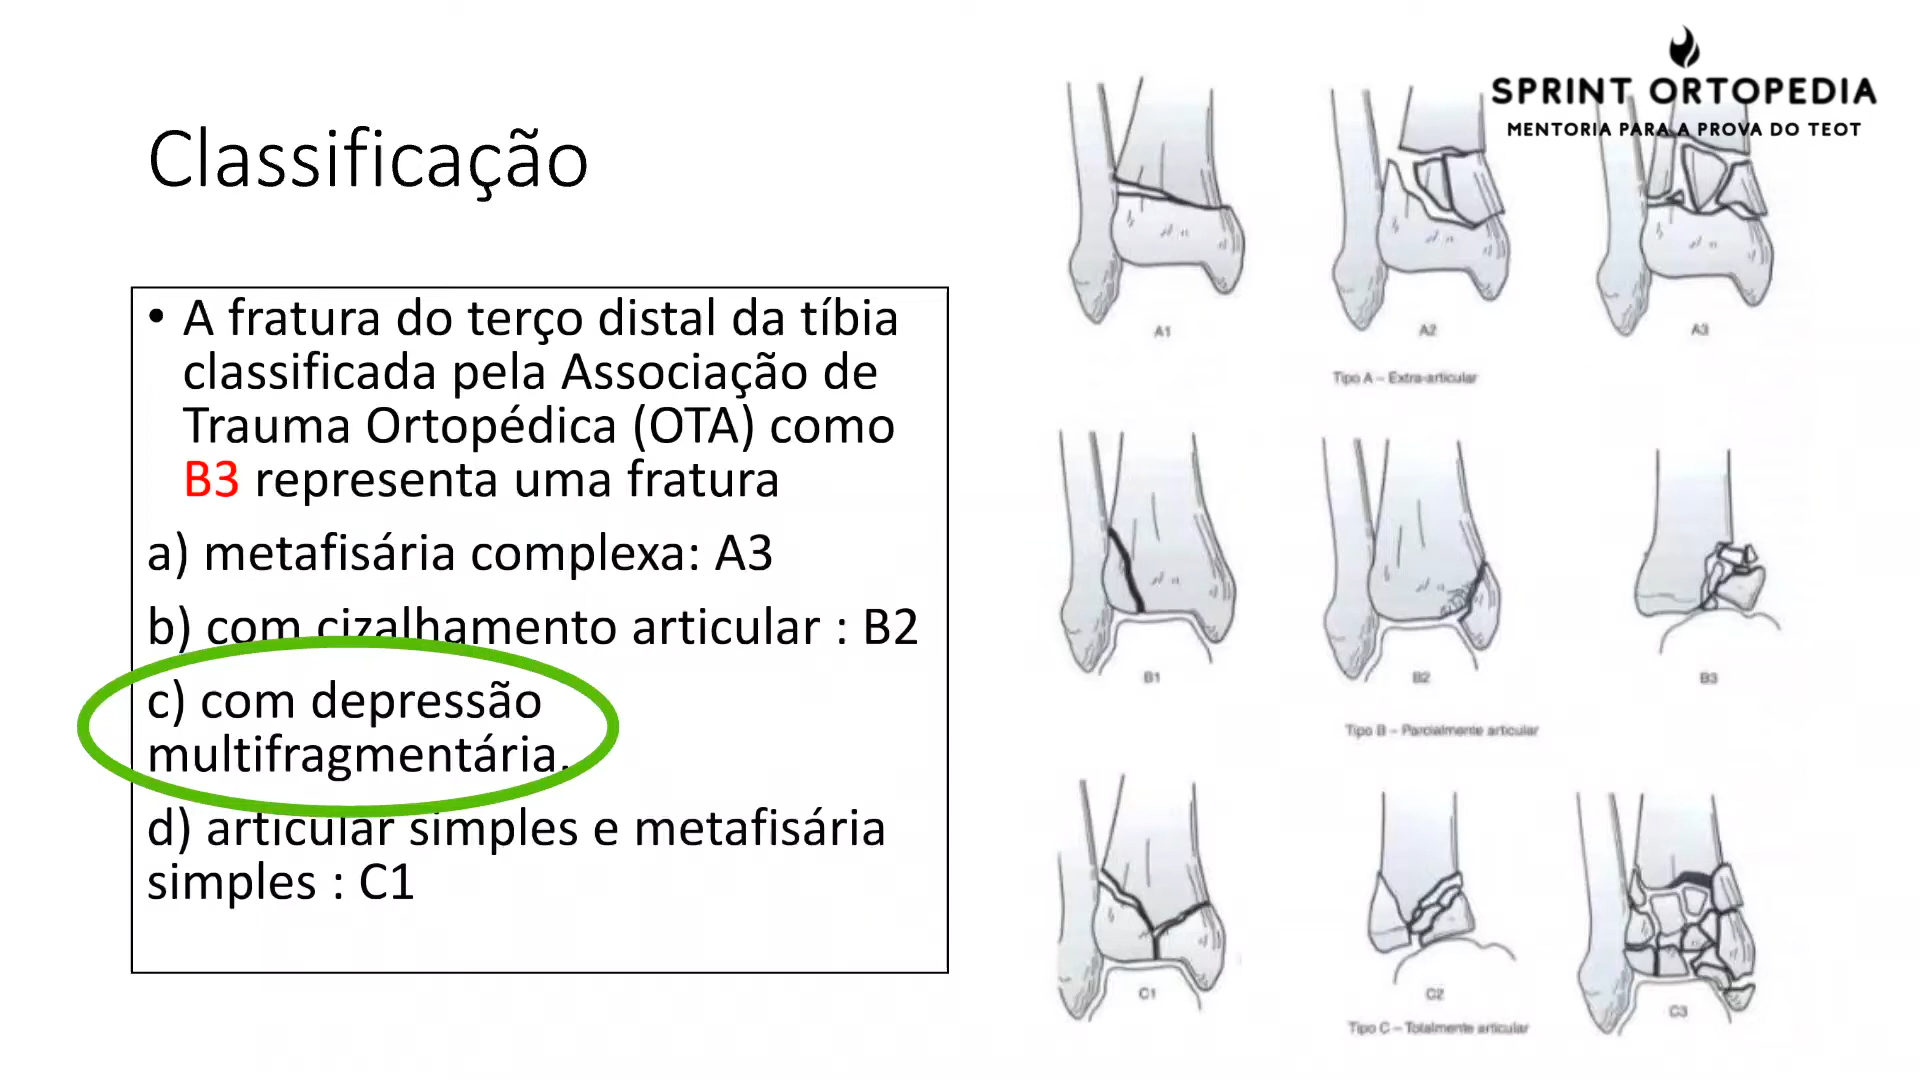 SPRINT ORTOPEDIA
MENTORIA PARA A PROVA DO TEOT
Classificação
• A fratura do terço distal da tíbia
classificada pela Associação de
Trauma Ortopédica (OTA) como
B3 representa uma fratura
a) metafisária complexa: A3
b) com cizalhamento articular : B2
c) com depressão
multifragmentária.
d) articular simples e metafisária
simples : C1
A1
A2
A3
Tipo A – Extra-articular
B1
B2
B3
Tipo B – Parcialmente articular
C1
C2
C3
Tipo C – Totalmente articular